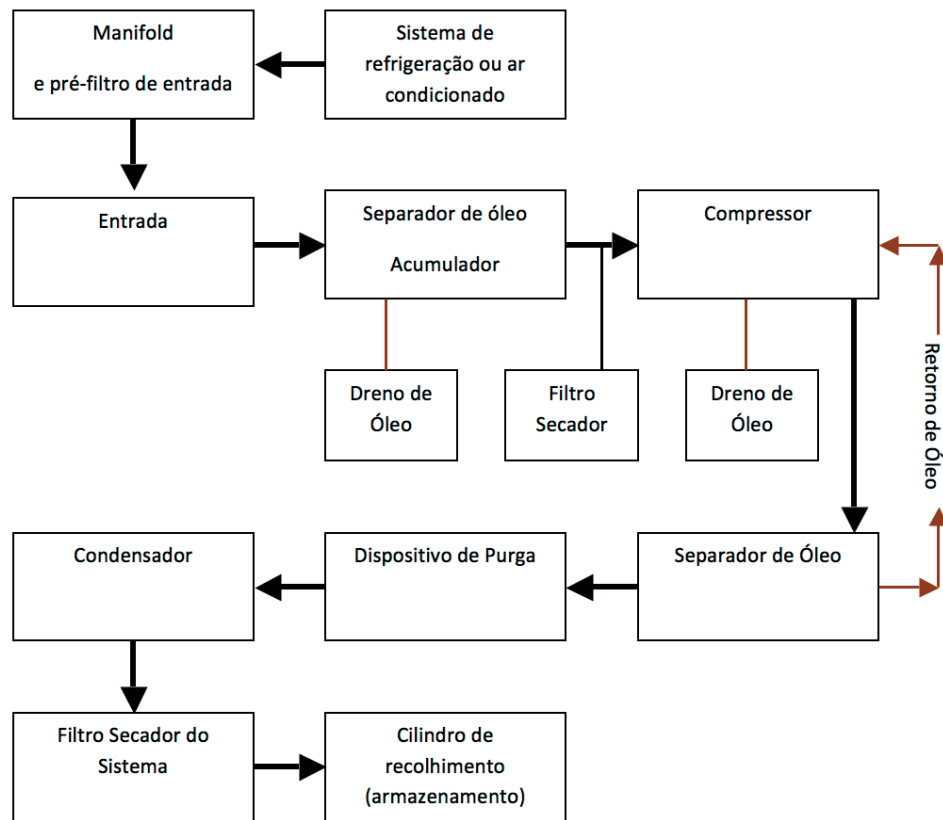 Manifold
e pré-filtro de entrada
Sistema de
refrigeração ou ar
condicionado
Entrada
Separador de óleo
Acumulador
Compressor
Dreno de
Óleo
Filtro
Secador
Dreno de
Óleo
Retorno de Óleo
Condensador
Dispositivo de Purga
Separador de Óleo
Filtro Secador do
Sistema
Cilindro de
recolhimento
(armazenamento)